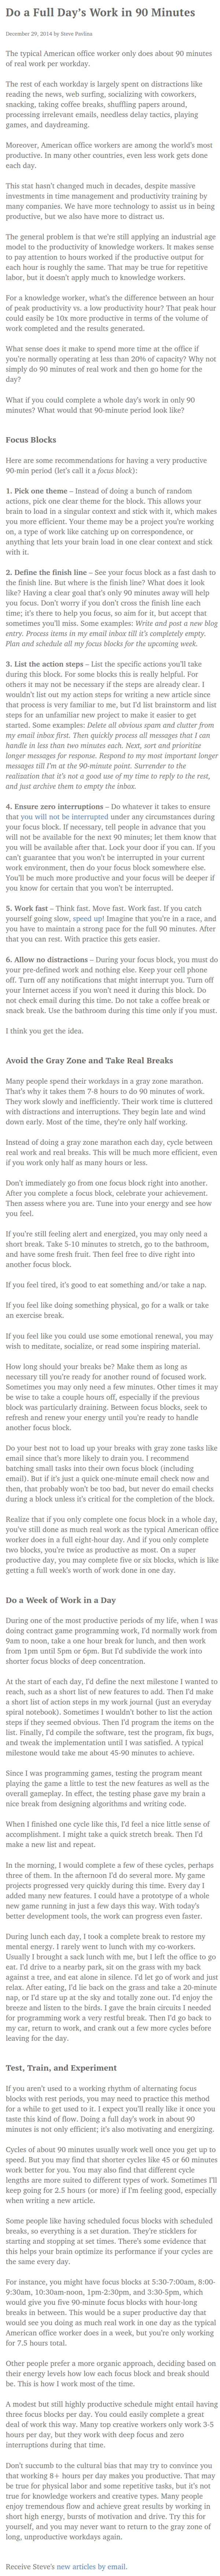 Do a Full Day's Work in 90 Minutes
December 29, 2014 by Steve Pavlina
The typical American office worker only does about 90 minutes
of real work per workday.
The rest of each workday is largely spent on distractions like
reading the news, web surfing, socializing with coworkers,
snacking, taking coffee breaks, shuffling papers around,
processing irrelevant emails, needless delay tactics, playing
games, and daydreaming.
Moreover, American office workers are among the world's most
productive. In many other countries, even less work gets done
each day.
This stat hasn't changed much in decades, despite massive
investments in time management and productivity training by
many companies. We have more technology to assist us in being
productive, but we also have more to distract us.
The general problem is that we're still applying an industrial age
model to the productivity of knowledge workers. It makes sense
to pay attention to hours worked if the productive output for
each hour is roughly the same. That may be true for repetitive
labor, but it doesn't apply much to knowledge workers.
For a knowledge worker, what's the difference between an hour
of peak productivity vs. a low productivity hour? That peak hour
could easily be 10x more productive in terms of the volume of
work completed and the results generated.
What sense does it make to spend more time at the office if
you're normally operating at less than 20% of capacity? Why not
simply do 90 minutes of real work and then go home for the
day?
What if you could complete a whole day's work in only 90
minutes? What would that 90-minute period look like?
Focus Blocks
Here are some recommendations for having a very productive
90-min period (let's call it a focus block):
1. Pick one theme – Instead of doing a bunch of random
actions, pick one clear theme for the block. This allows your
brain to load in a singular context and stick with it, which makes
you more efficient. Your theme may be a project you're working
on, a type of work like catching up on correspondence, or
anything that lets your brain load in one clear context and stick
with it.
2. Define the finish line – See your focus block as a fast dash to
the finish line. But where is the finish line? What does it look
like? Having a clear goal that's only 90 minutes away will help
you focus. Don't worry if you don't cross the finish line each
time; it's there to help you focus, so aim for it, but accept that
sometimes you'll miss. Some examples: Write and post a new blog
entry. Process items in my email inbox till it's completely empty.
Plan and schedule all my focus blocks for the upcoming week.
3. List the action steps – List the specific actions you'll take
during this block. For some blocks this is really helpful. For
others it may not be necessary if the steps are already clear. I
wouldn't list out my action steps for writing a new article since
that process is very familiar to me, but I'd list brainstorm and list
steps for an unfamiliar new project to make it easier to get
started. Some examples: Delete all obvious spam and clutter from
my email inbox first. Then quickly process all messages that I can
handle in less than two minutes each. Next, sort and prioritize
longer messages for response. Respond to my most important longer
messages till I'm at the 90-minute point. Surrender to the
realization that it's not a good use of my time to reply to the rest,
and just archive them to empty the inbox.
4. Ensure zero interruptions – Do whatever it takes to ensure
that you will not be interrupted under any circumstances during
your focus block. If necessary, tell people in advance that you
will not be available for the next 90 minutes; let them know that
you will be available after that. Lock your door if you can. If you
can't guarantee that you won't be interrupted in your current
work environment, then do your focus block somewhere else.
You'll be much more productive and your focus will be deeper if
you know for certain that you won't be interrupted.
5. Work fast – Think fast. Move fast. Work fast. If you catch
yourself going slow, speed up! Imagine that you're in a race, and
you have to maintain a strong pace for the full 90 minutes. After
that you can rest. With practice this gets easier.
6. Allow no distractions – During your focus block, you must do
your pre-defined work and nothing else. Keep your cell phone
off. Turn off any notifications that might interrupt you. Turn off
your Internet access if you won't need it during this block. Do
not check email during this time. Do not take a coffee break or
snack break. Use the bathroom during this time only if you must.
I think you get the idea.
Avoid the Gray Zone and Take Real Breaks
Many people spend their workdays in a gray zone marathon.
That's why it takes them 7-8 hours to do 90 minutes of work.
They work slowly and inefficiently. Their work time is cluttered
with distractions and interruptions. They begin late and wind
down early. Most of the time, they're only half working.
Instead of doing a gray zone marathon each day, cycle between
real work and real breaks. This will be much more efficient, even
if you work only half as many hours or less.
Don't immediately go from one focus block right into another.
After you complete a focus block, celebrate your achievement.
Then assess where you are. Tune into your energy and see how
you feel.
If you're still feeling alert and energized, you may only need a
short break. Take 5-10 minutes to stretch, go to the bathroom,
and have some fresh fruit. Then feel free to dive right into
another focus block.
If you feel tired, it's good to eat something and/or take a nap.
If you feel like doing something physical, go for a walk or take
an exercise break.
If you feel like you could use some emotional renewal, you may
wish to meditate, socialize, or read some inspiring material.
How long should your breaks be? Make them as long as
necessary till you're ready for another round of focused work.
Sometimes you may only need a few minutes. Other times it may
be wise to take a couple hours off, especially if the previous
block was particularly draining. Between focus blocks, seek to
refresh and renew your energy until you're ready to handle
another focus block.
Do your best not to load up your breaks with gray zone tasks like
email since that's more likely to drain you. I recommend
batching small tasks into their own focus block (including
email). But if it's just a quick one-minute email check now and
then, that probably won't be too bad, but never do email checks
during a block unless it's critical for the completion of the block.
Realize that if you only complete one focus block in a whole day,
you've still done as much real work as the typical American office
worker does in a full eight-hour day. And if you only complete
two blocks, you're twice as productive as most. On a super
productive day, you may complete five or six blocks, which is like
getting a full week's worth of work done in one day.
Do a Week of Work in a Day
During one of the most productive periods of my life, when I was
doing contract game programming work, I'd normally work from
9am to noon, take a one hour break for lunch, and then work
from 1pm until 5pm or 6pm. But I'd subdivide the work into
shorter focus blocks of deep concentration.
At the start of each day, I'd define the next milestone I wanted to
reach, such as a short list of new features to add. Then I'd make
a short list of action steps in my work journal (just an everyday
spiral notebook). Sometimes I wouldn't bother to list the action
steps if they seemed obvious. Then I'd program the items on the
list. Finally, I'd compile the software, test the program, fix bugs,
and tweak the implementation until I was satisfied. A typical
milestone would take me about 45-90 minutes to achieve.
Since I was programming games, testing the program meant
playing the game a little to test the new features as well as the
overall gameplay. In effect, the testing phase gave my brain a
nice break from designing algorithms and writing code.
When I finished one cycle like this, I'd feel a nice little sense of
accomplishment. I might take a quick stretch break. Then I'd
make a new list and repeat.
In the morning, I would complete a few of these cycles, perhaps
three of them. In the afternoon I'd do several more. My game
projects progressed very quickly during this time. Every day I
added many new features. I could have a prototype of a whole
new game running in just a few days this way. With today's
better development tools, the work can progress even faster.
During lunch each day, I took a complete break to restore my
mental energy. I rarely went to lunch with my co-workers.
Usually I brought a sack lunch with me, but I left the office to go
eat. I'd drive to a nearby park, sit on the grass with my back
against a tree, and eat alone in silence. I'd let go of work and just
relax. After eating, I'd lie back on the grass and take a 20-minute
nap, or I'd stare up at the sky and totally zone out. I'd enjoy the
breeze and listen to the birds. I gave the brain circuits I needed
for programming work a very restful break. Then I'd go back to
my car, return to work, and crank out a few more cycles before
leaving for the day.
Test, Train, and Experiment
If you aren't used to a working rhythm of alternating focus
blocks with rest periods, you may need to practice this method
for a while to get used to it. I expect you'll really like it once you
taste this kind of flow. Doing a full day's work in about 90
minutes is not only efficient; it's also motivating and energizing.
Cycles of about 90 minutes usually work well once you get up to
speed. But you may find that shorter cycles like 45 or 60 minutes
work better for you. You may also find that different cycle
lengths are more suited to different types of work. Sometimes I'll
keep going for 2.5 hours (or more) if I'm feeling good, especially
when writing a new article.
Some people like having scheduled focus blocks with scheduled
breaks, so everything is a set duration. They're sticklers for
starting and stopping at set times. There's some evidence that
this helps your brain optimize its performance if your cycles are
the same every day.
For instance, you might have focus blocks at 5:30-7:00am, 8:00-
9:30am, 10:30am-noon, 1pm-2:30pm, and 3:30-5pm, which
would give you five 90-minute focus blocks with hour-long
breaks in between. This would be a super productive day that
would see you doing as much real work in one day as the typical
American office worker does in a week, but you're only working
for 7.5 hours total.
Other people prefer a more organic approach, deciding based on
their energy levels how low each focus block and break should
be. This is how I work most of the time.
A modest but still highly productive schedule might entail having
three focus blocks per day. You could easily complete a great
deal of work this way. Many top creative workers only work 3-5
hours per day, but they work with deep focus and zero
interruptions during that time.
Don't succumb to the cultural bias that may try to convince you
that working 8+ hours per day makes you productive. That may
be true for physical labor and some repetitive tasks, but it's not
true for knowledge workers and creative types. Many people
enjoy tremendous flow and achieve great results by working in
short high energy, bursts of motivation and drive. Try this for
yourself, and you may never want to return to the gray zone of
long, unproductive workdays again.
Receive Steve's new articles by email.